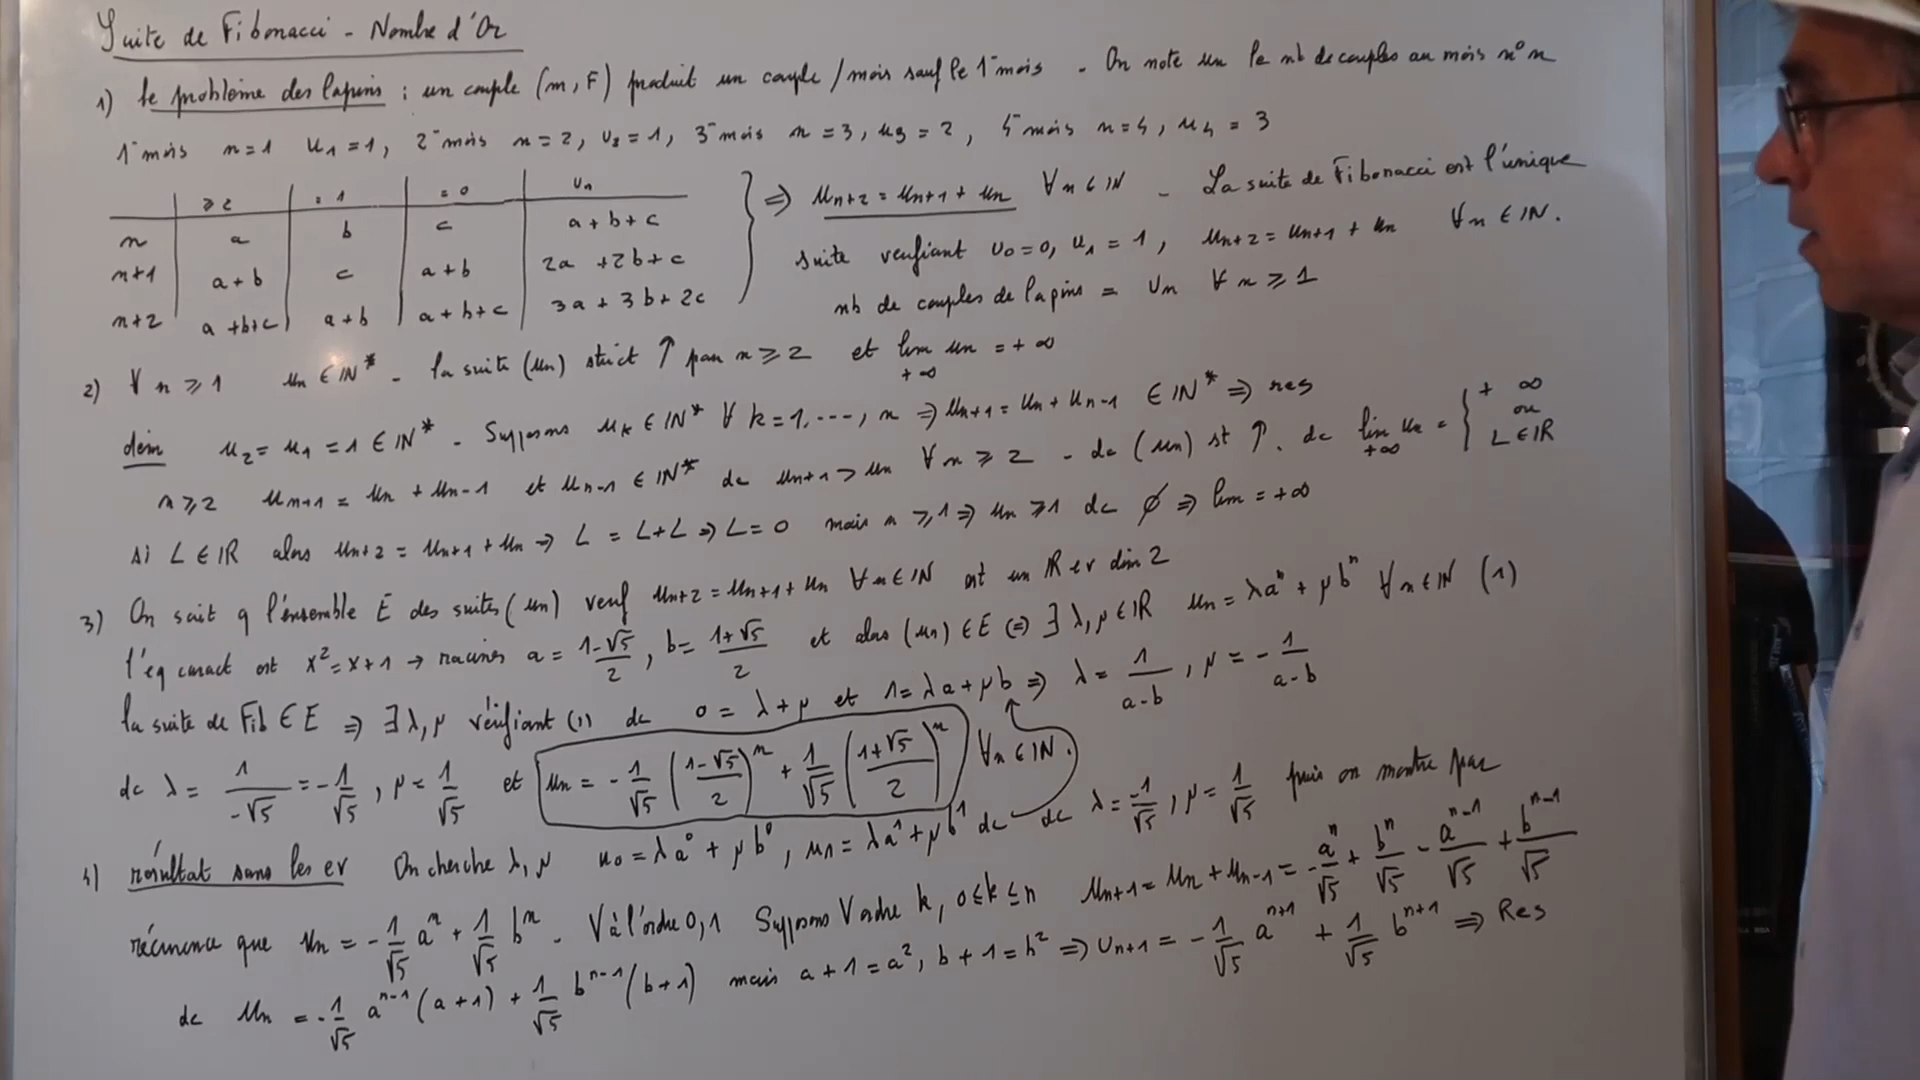 Suite de Fibonacci - Nombre d'Or
1) le problème des lapins : un couple (m, F) produit un couple / mois sauf le 1er mois - On note un le nb de couples au mois n° n
1er mois n=1 u1=1, 2e mois n=2, u2=1, 3e mois n=3, u3=2, 4e mois n=4, u4=3
≥2 =1 =0 un
n a b c a+b+c
n+1 a+b c a+b 2a+2b+c
n+2 a+b+c a+b a+b+c 3a+3b+2c
⇒ un+2 = un+1 + un ∀n∈IN - La suite de Fibonacci est l'unique
suite verifiant u0=0, u1=1, un+2 = un+1 + un ∀n∈IN.
nb de couples de lapins = un ∀n≥1
2) ∀n≥1 un∈IN* - la suite (un) strict ↑ pour n≥2 et lim un = +∞
+∞
dém u2 = u1 = 1 ∈ IN* - Supposons uk∈IN* ∀k=1,---, n ⇒ un+1 = un + un-1 ∈ IN* ⇒ res
n≥2 un+1 = un + un-1 et un-1∈IN* dc un+1 > un ∀n≥2 - dc (un) st ↑. dc lim un = { +∞ ou L∈IR
+∞
si L∈IR alors un+2 = un+1 + un → L = L+L ⇒ L=0 mais n≥1 ⇒ un≥1 dc ∅ ⇒ lim = +∞
3) On sait q l'ensemble E des suites (un) verif un+2 = un+1 + un ∀n∈IN est un IR ev dim 2
l'eq caract est x² = x+1 → racines a = (1-√5)/2, b = (1+√5)/2 et alors (un)∈E ⇔ ∃λ,μ∈IR un = λaⁿ + μbⁿ ∀n∈IN (1)
la suite de Fib ∈ E ⇒ ∃λ,μ vérifiant (1) dc 0 = λ+μ et 1 = λa+μb ⇒ λ = 1/(a-b), μ = -1/(a-b)
dc λ = 1/(-√5) = -1/√5, μ = 1/√5 et un = -1/√5 ((1-√5)/2)ⁿ + 1/√5 ((1+√5)/2)ⁿ ∀n∈IN.
4) résultat sans les ev On cherche λ, μ u0 = λa⁰ + μb⁰, u1 = λa¹ + μb¹ dc dc λ = -1/√5, μ = 1/√5 puis on montre par
récurrence que un = -1/√5 aⁿ + 1/√5 bⁿ - V à l'ordre 0,1 Supposons V ordre k, 0≤k≤n un+1 = un + un-1 = -aⁿ/√5 + bⁿ/√5 - aⁿ⁻¹/√5 + bⁿ⁻¹/√5
dc un = -1/√5 aⁿ⁻¹(a+1) + 1/√5 bⁿ⁻¹(b+1) mais a+1=a², b+1=b² ⇒ un+1 = -1/√5 aⁿ⁺¹ + 1/√5 bⁿ⁺¹ ⇒ Res